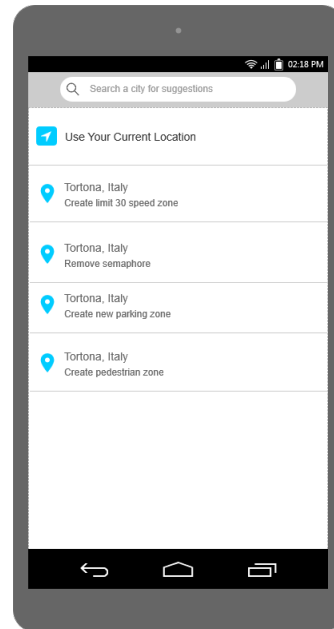 02:18 PM
Search a city for suggestions
Use Your Current Location
Tortona, Italy
Create limit 30 speed zone
Tortona, Italy
Remove semaphore
Tortona, Italy
Create new parking zone
Tortona, Italy
Create pedestrian zone